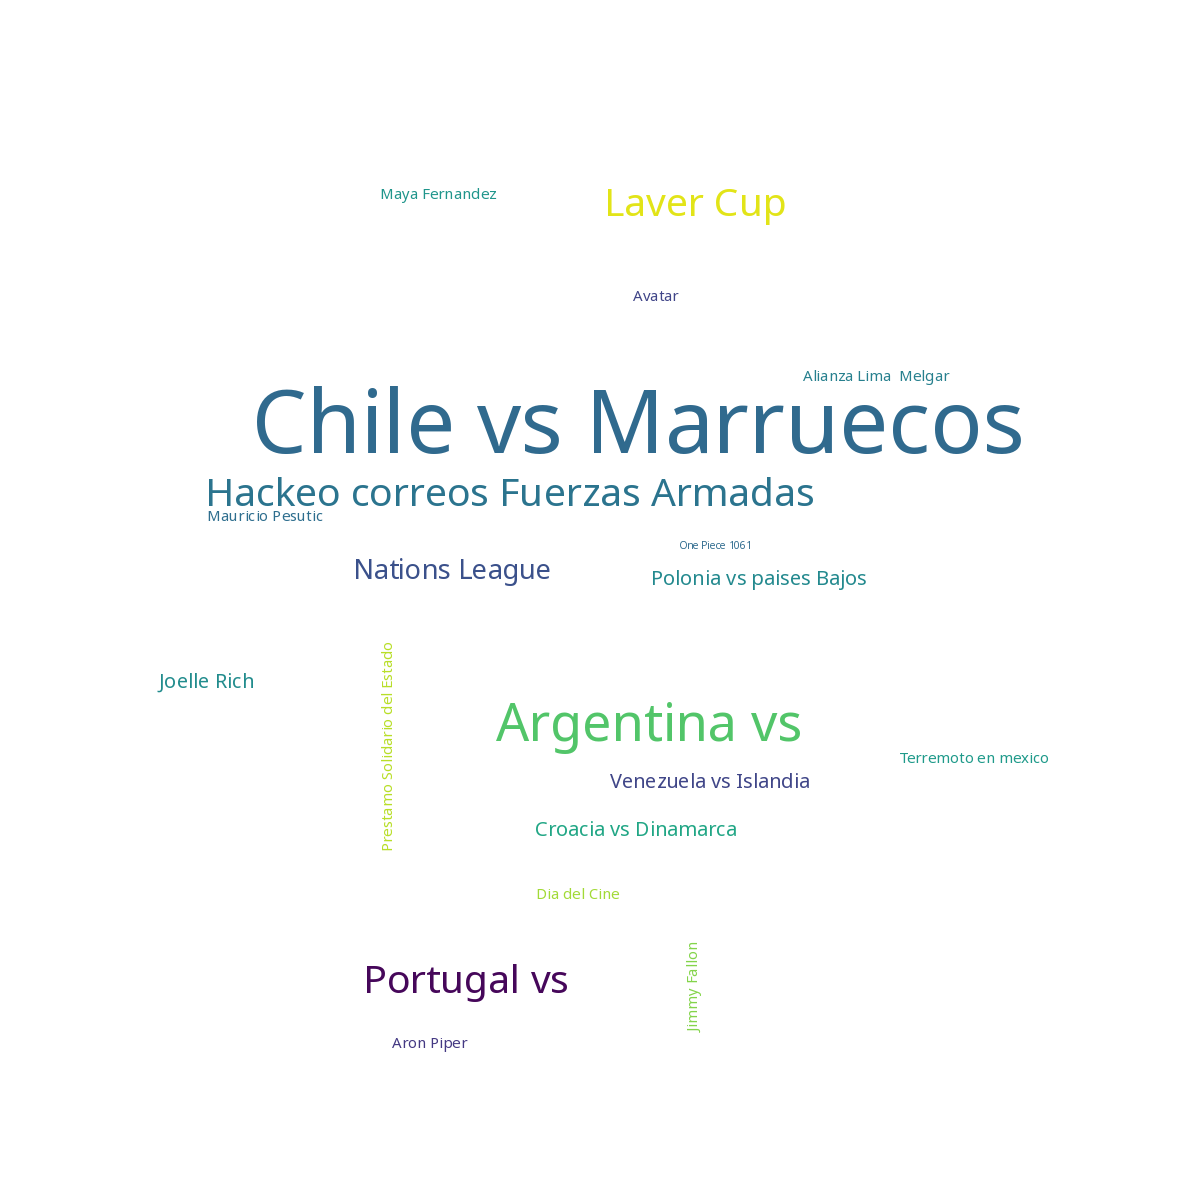 Maya Fernandez
Laver Cup
Avatar
Alianza Lima  Melgar
Chile vs Marruecos
Hackeo correos Fuerzas Armadas
Mauricio Pesutic
One Piece 1061
Nations League
Polonia vs paises Bajos
Joelle Rich
Prestamo Solidario del Estado
Argentina vs
Terremoto en mexico
Venezuela vs Islandia
Croacia vs Dinamarca
Dia del Cine
Portugal vs
Jimmy Fallon
Aron Piper